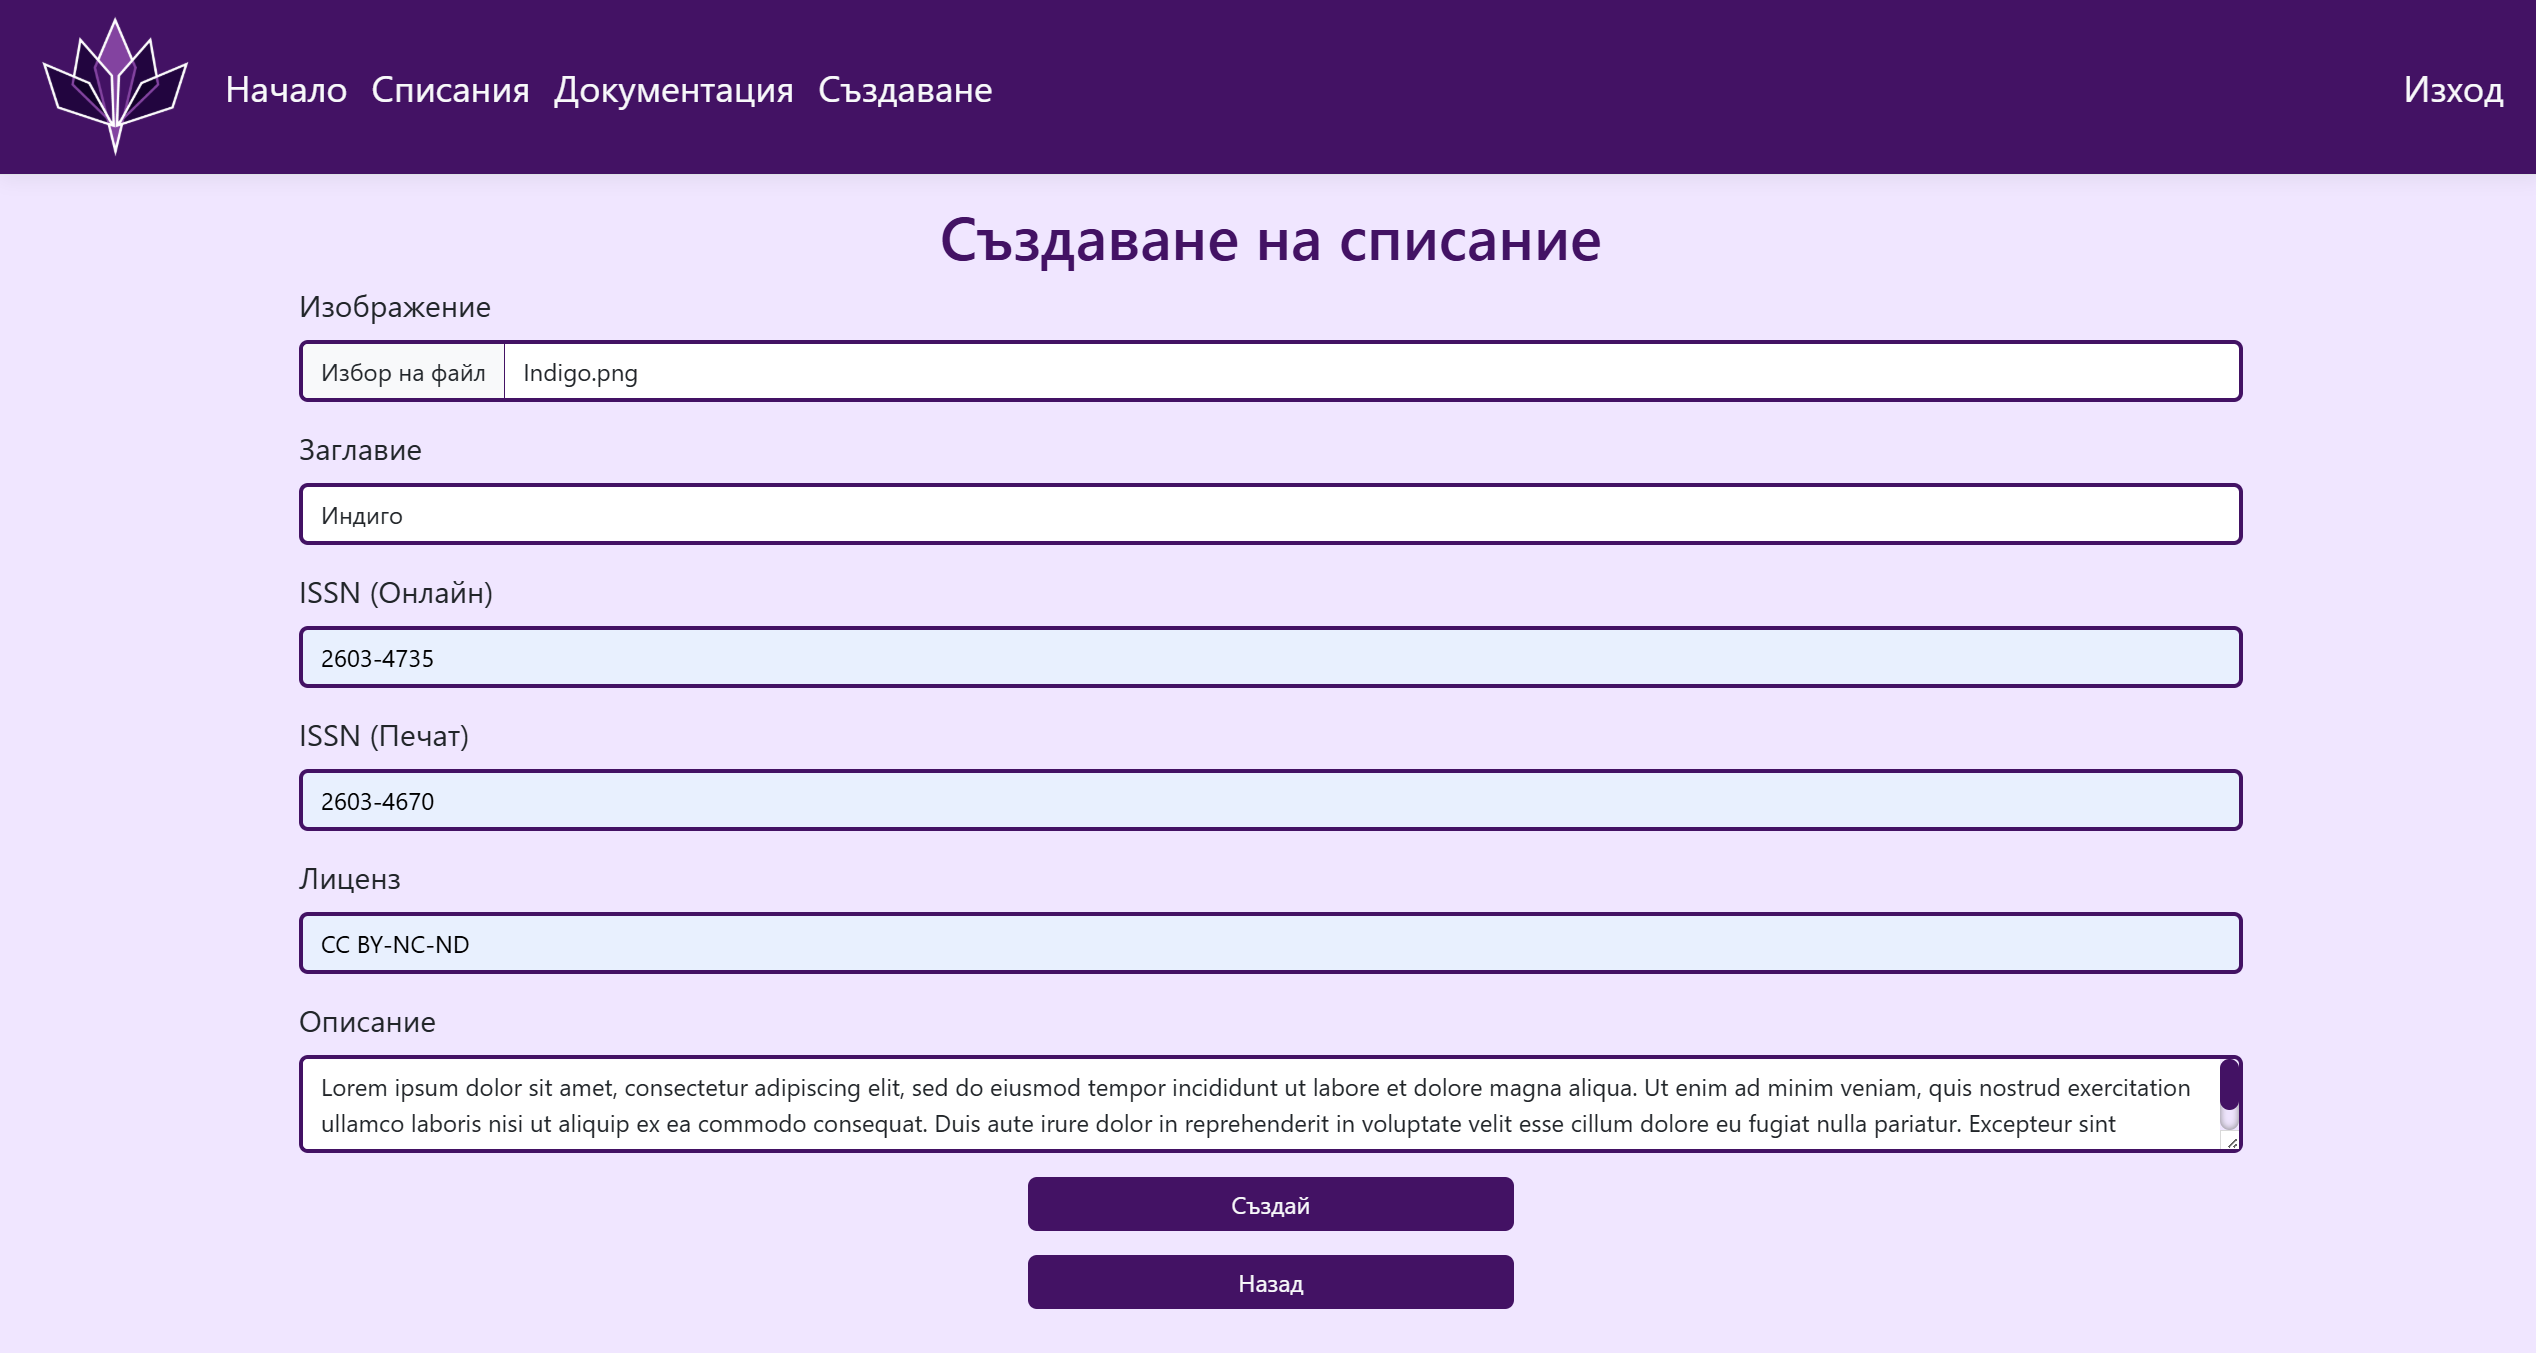 Начало Списания Документация Създаване Изход
Създаване на списание
Изображение
Избор на файл Indigo.png
Заглавие
Индиго
ISSN (Онлайн)
2603-4735
ISSN (Печат)
2603-4670
Лиценз
CC BY-NC-ND
Описание
Lorem ipsum dolor sit amet, consectetur adipiscing elit, sed do eiusmod tempor incididunt ut labore et dolore magna aliqua. Ut enim ad minim veniam, quis nostrud exercitation
ullamco laboris nisi ut aliquip ex ea commodo consequat. Duis aute irure dolor in reprehenderit in voluptate velit esse cillum dolore eu fugiat nulla pariatur. Excepteur sint
Създай
Назад